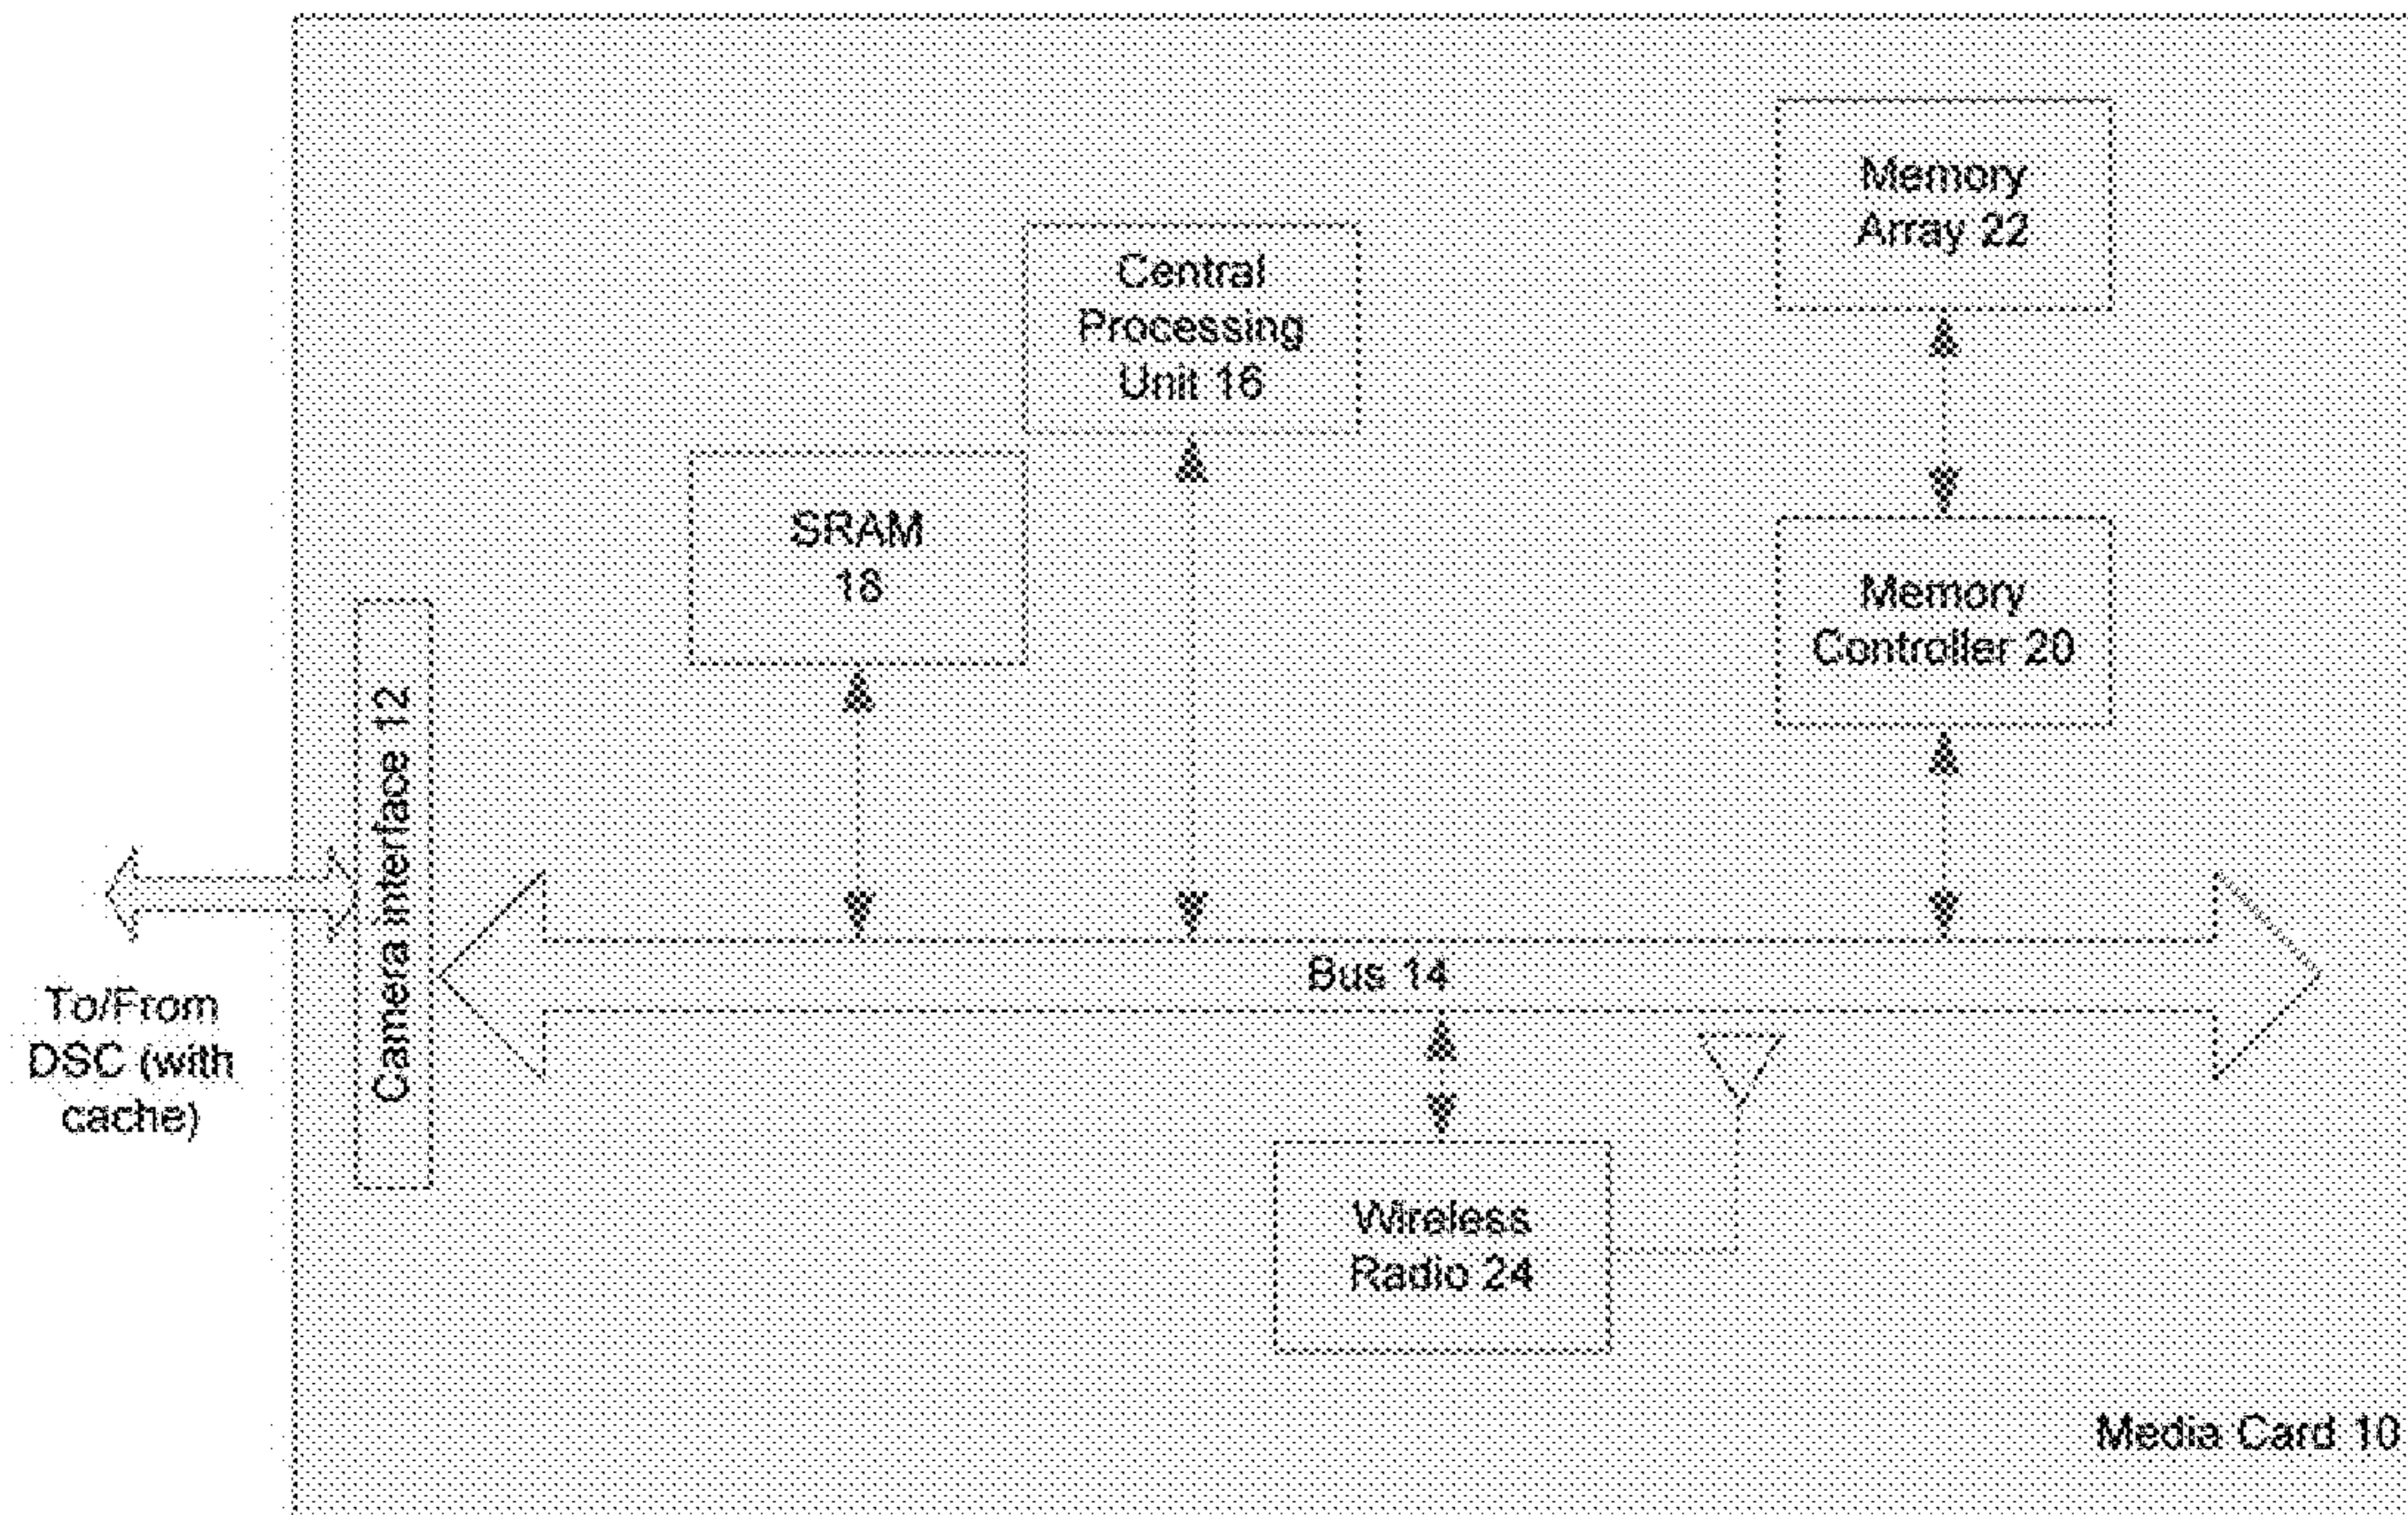 Memory
Array 22
Central
Processing
Unit 16
SRAM
18
Memory
Controller 20
Camera interface 12
Bus 14
To/From
DSC (with
cache)
Wireless
Radio 24
Media Card 10